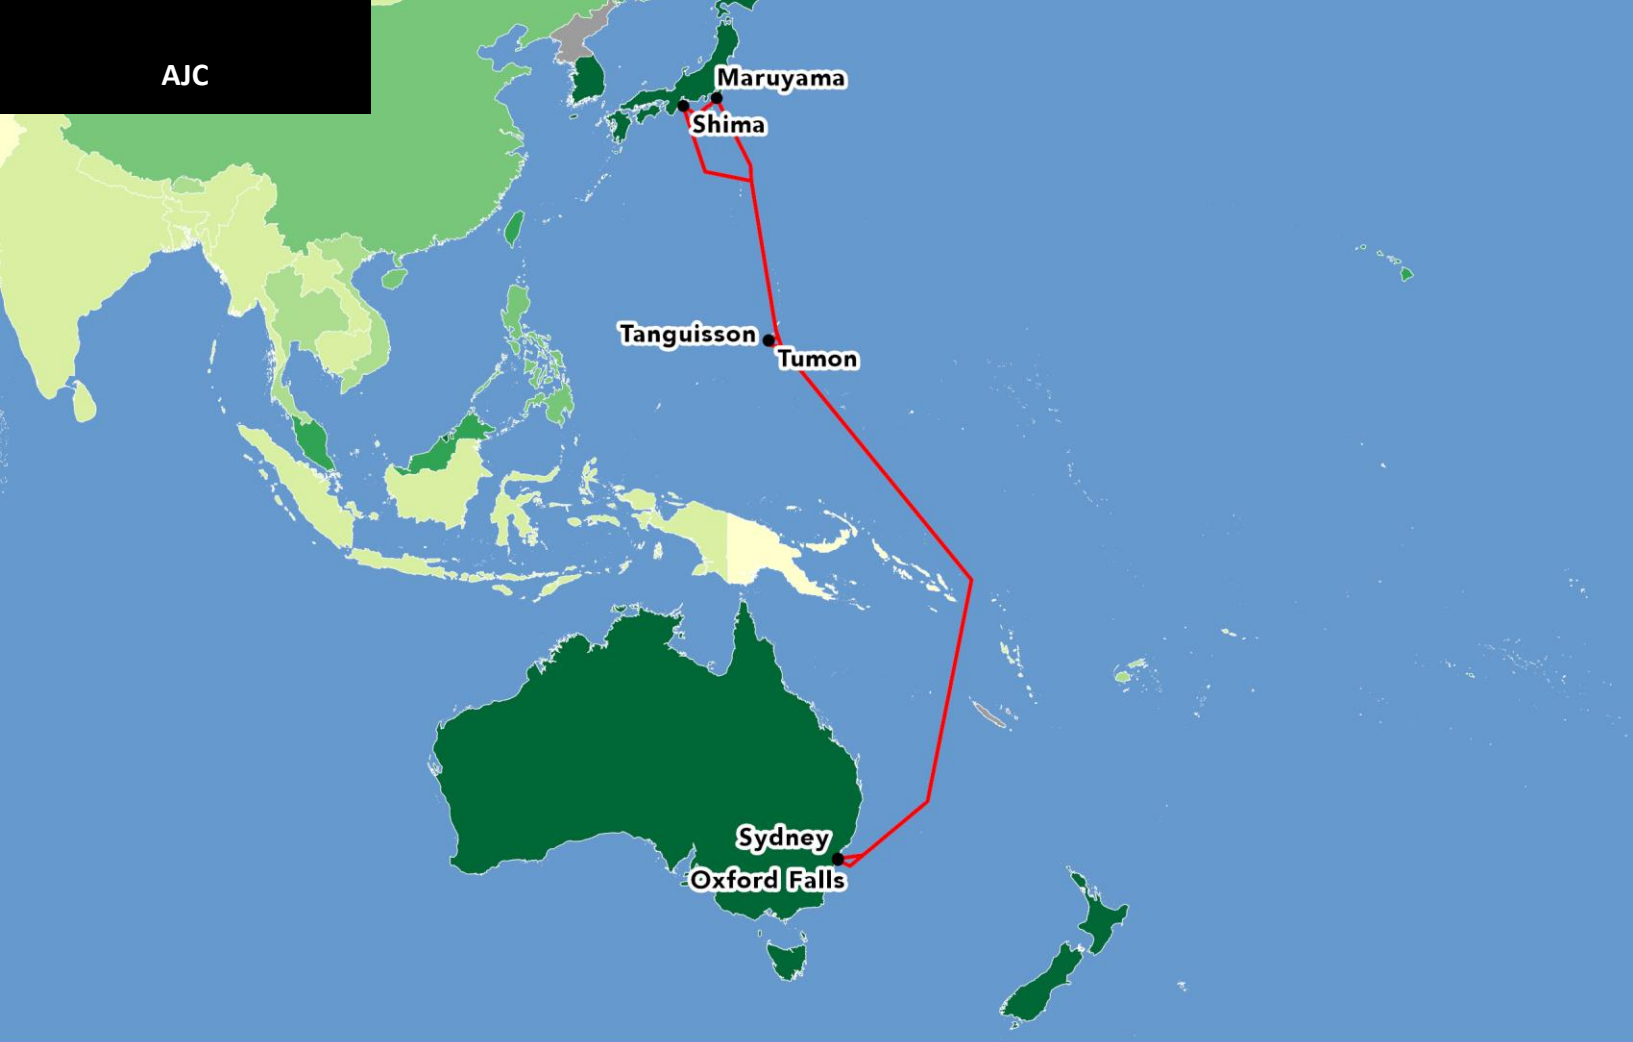 AJC
Maruyama
Shima
Tanguisson
Tumon
Sydney
Oxford Falls